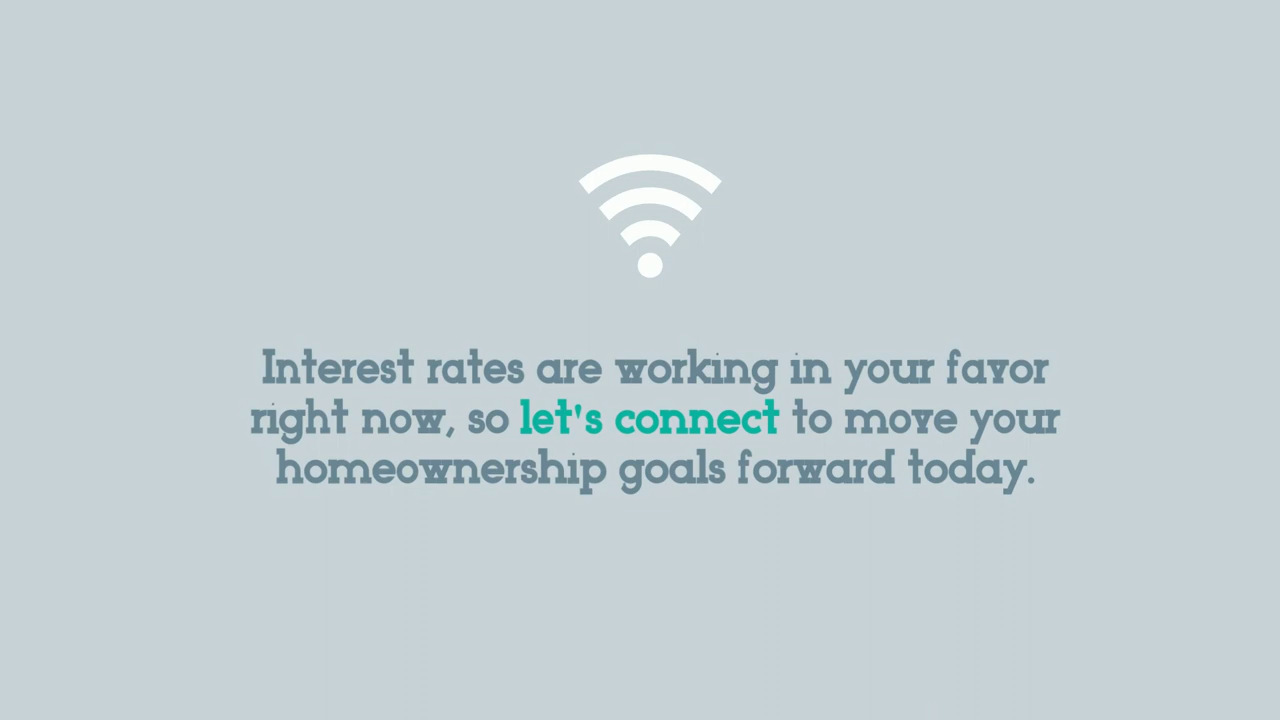 Interest rates are working in your favor
right now, so let's connect to move your
homeownership goals forward today.